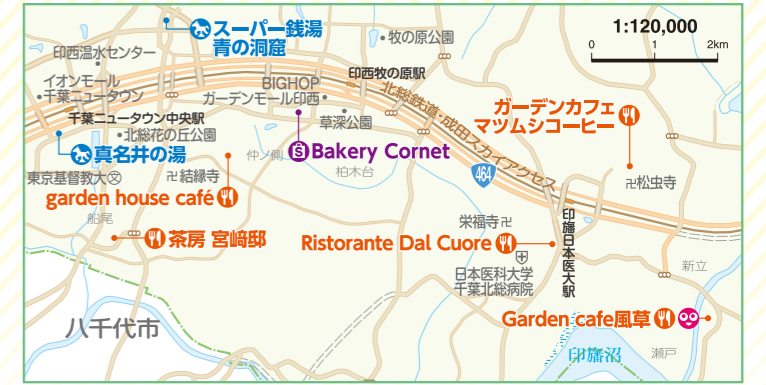 スーパー銭湯
青の洞窟
牧の原公園
1:120,000
0 1 2km
印西温水センター
イオンモール
千葉ニュータウン
BIGHOP
ガーデンモール印西
印西牧の原駅
北総鉄道・成田スカイアクセス
ガーデンカフェ
マツムシコーヒー
千葉ニュータウン中央駅
北総花の丘公園
草深公園
真名井の湯
仲ノ側
Bakery Cornet
柏木台
464
東京基督教大
文
卍結縁寺
卍松虫寺
garden house café
船尾
茶房 宮﨑邸
栄福寺卍
印旛日本医大駅
Ristorante Dal Cuore
日本医科大学
千葉北総病院
新立
八千代市
Garden cafe風草
印旛沼
瀬戸